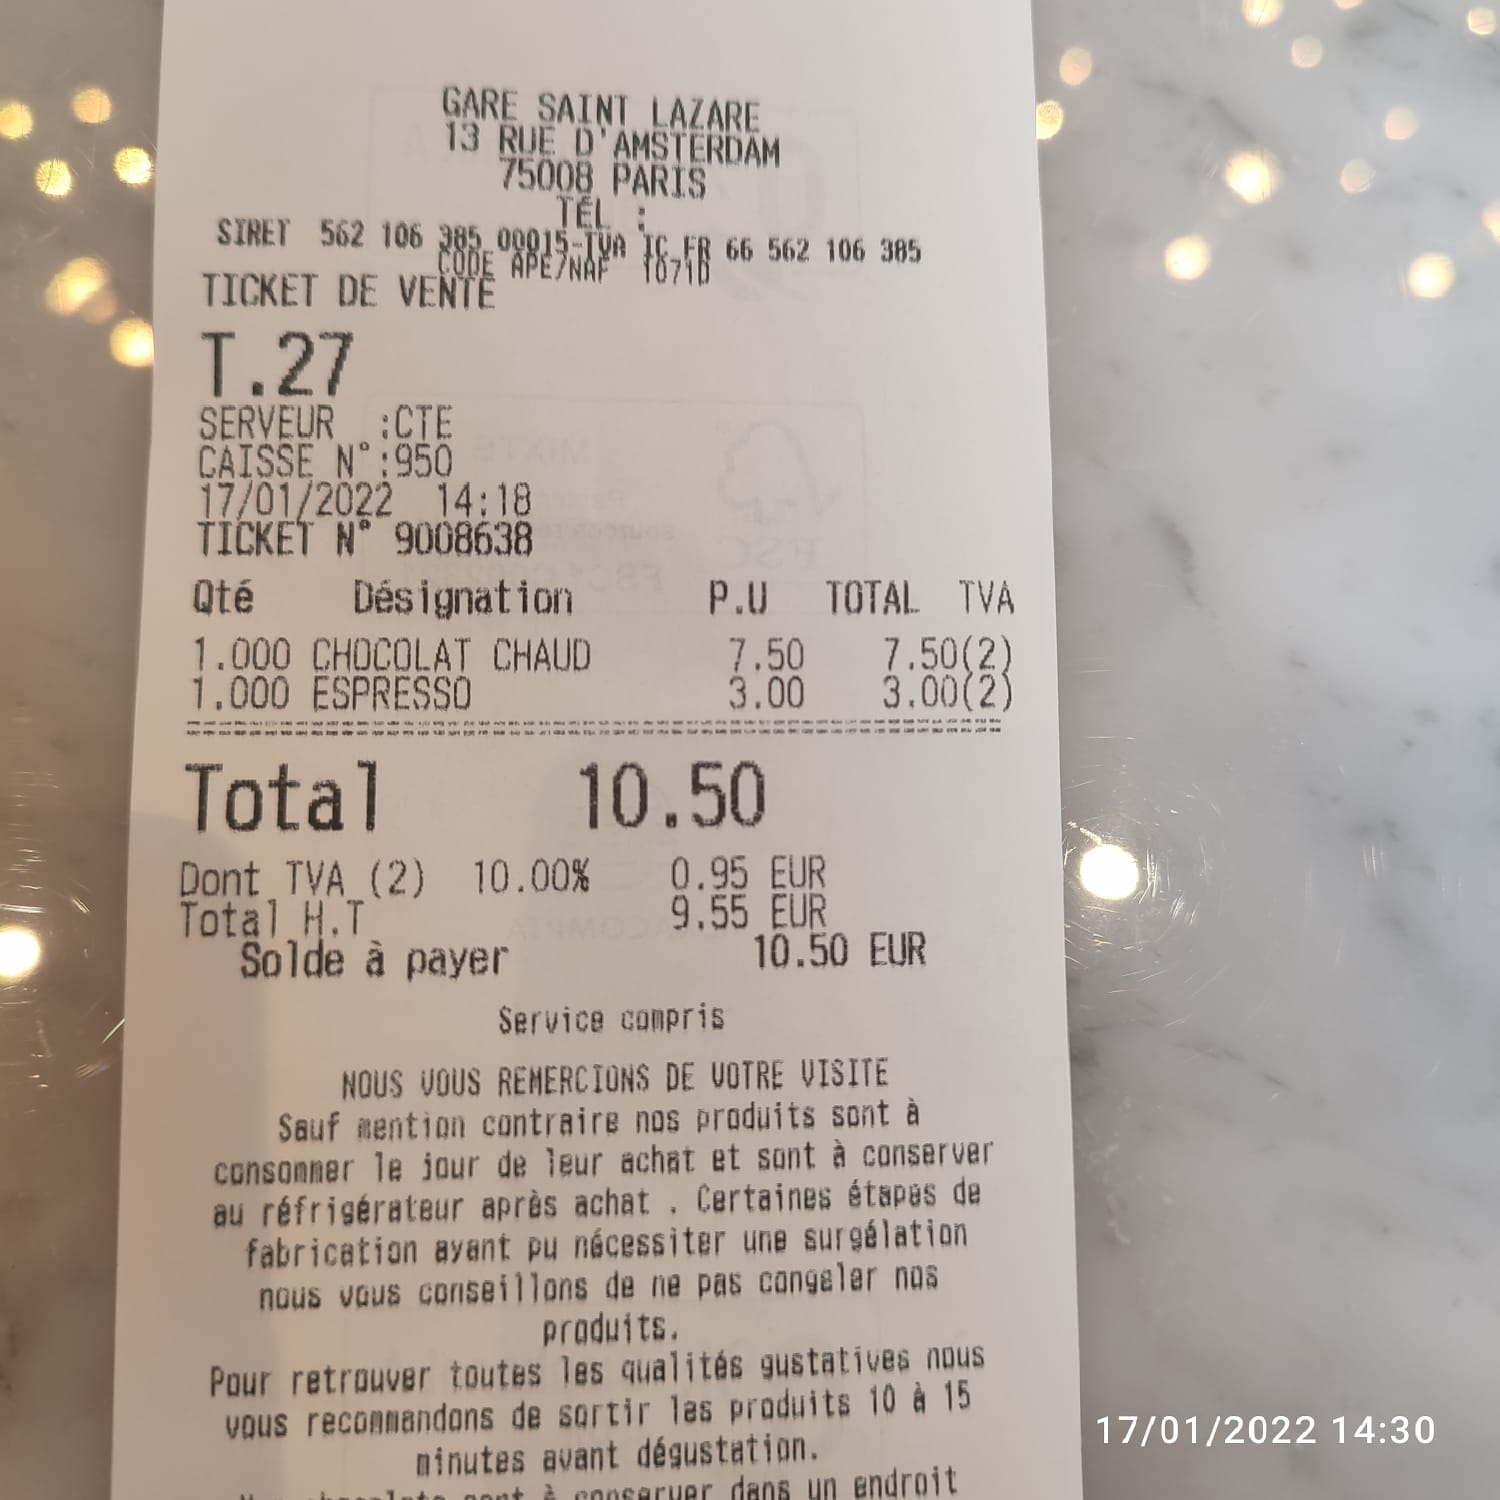 GARE SAINT LAZARE
13 RUE D'AMSTERDAM
75008 PARIS
TÉL :
SIRET 562 106 385 00015-TVA IC FR 66 562 106 385
CODE APE/NAF 1071D
TICKET DE VENTE
T.27
SERVEUR :CTE
CAISSE N°:950
17/01/2022 14:18
TICKET N° 9008638
Qté Désignation P.U TOTAL TVA
1.000 CHOCOLAT CHAUD 7.50 7.50(2)
1.000 ESPRESSO 3.00 3.00(2)
Total 10.50
Dont TVA (2) 10.00% 0.95 EUR
Total H.T 9.55 EUR
Solde à payer 10.50 EUR
Service compris
NOUS VOUS REMERCIONS DE VOTRE VISITE
Sauf mention contraire nos produits sont à
consommer le jour de leur achat et sont à conserver
au réfrigérateur après achat . Certaines étapes de
fabrication ayant pu nécessiter une surgélation
nous vous conseillons de ne pas congeler nos
produits.
Pour retrouver toutes les qualités gustatives nous
vous recommandons de sortir les produits 10 à 15
minutes avant dégustation.
sont à conserver dans un endroit
17/01/2022 14:30